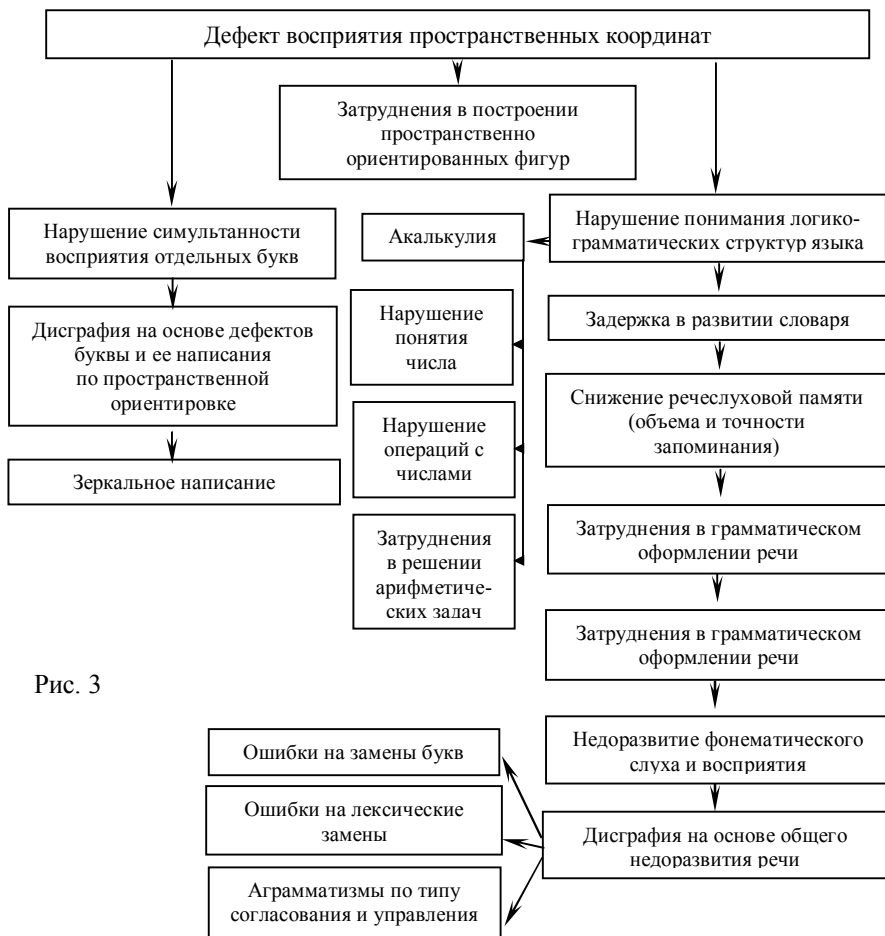 Дефект восприятия пространственных координат
Затруднения в построении
пространственно
ориентированных фигур
Нарушение симультанности
восприятия отдельных букв
Дисграфия на основе дефектов
буквы и ее написания
по пространственной
ориентировке
Зеркальное написание
Акалькулия
Нарушение
понятия
числа
Нарушение
операций с
числами
Затруднения
в решении
арифметиче-
ских задач
Нарушение понимания логико-
грамматических структур языка
Задержка в развитии словаря
Снижение речеслуховой памяти
(объема и точности
запоминания)
Затруднения в грамматическом
оформлении речи
Затруднения в грамматическом
оформлении речи
Недоразвитие фонематического
слуха и восприятия
Дисграфия на основе общего
недоразвития речи
Ошибки на замены букв
Ошибки на лексические
замены
Аграмматизмы по типу
согласования и управления
Рис. 3